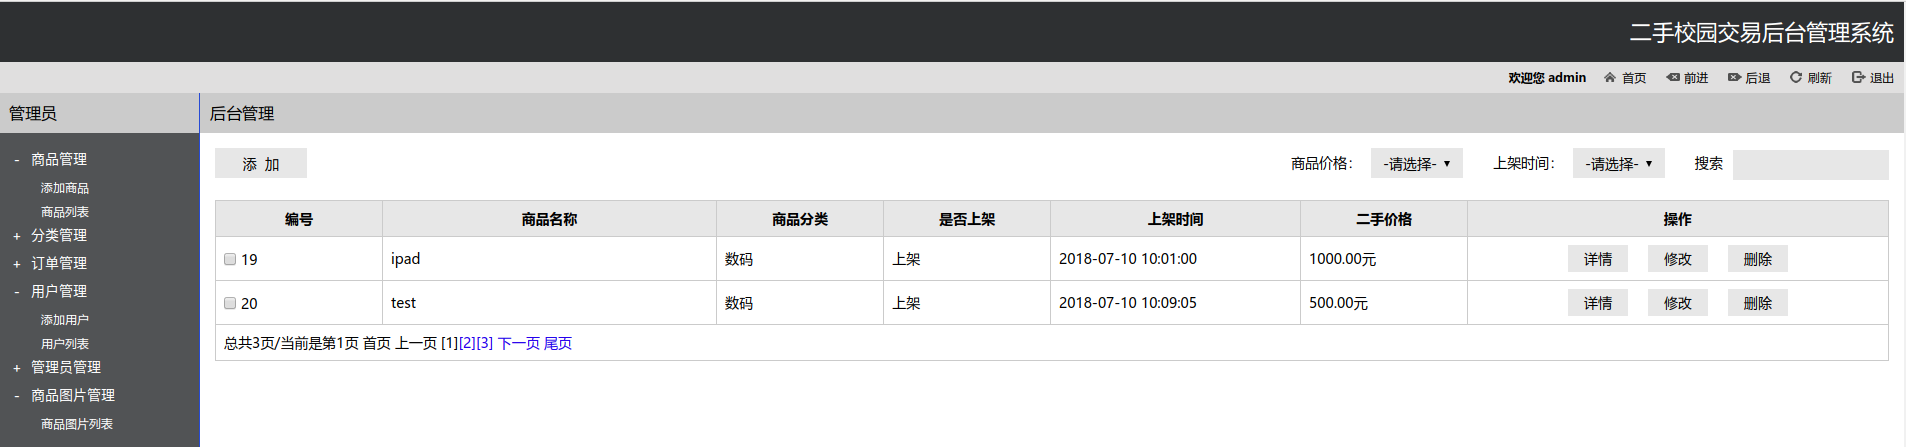 二手校园交易后台管理系统
欢迎您 admin 首页 前进 后退 刷新 退出
管理员
后台管理
- 商品管理
添加商品
商品列表
+ 分类管理
+ 订单管理
- 用户管理
添加用户
用户列表
+ 管理员管理
- 商品图片管理
商品图片列表
添 加 商品价格： -请选择- 上架时间： -请选择- 搜索
编号 商品名称 商品分类 是否上架 上架时间 二手价格 操作
19 ipad 数码 上架 2018-07-10 10:01:00 1000.00元 详情 修改 删除
20 test 数码 上架 2018-07-10 10:09:05 500.00元 详情 修改 删除
总共3页/当前是第1页 首页 上一页 [1][2][3] 下一页 尾页